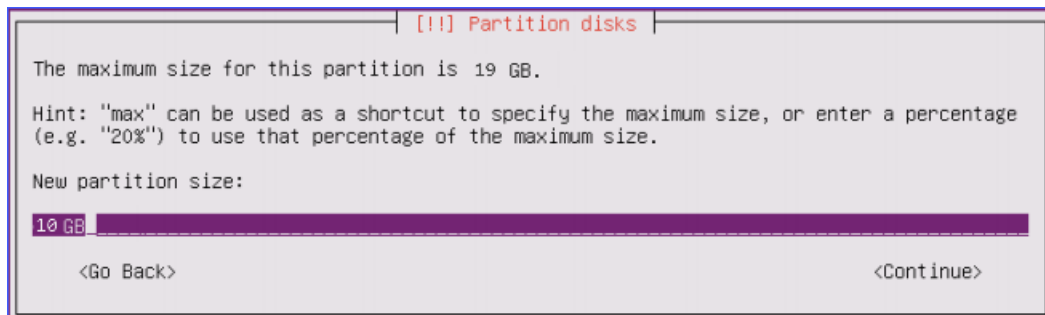 [!!] Partition disks
The maximum size for this partition is 19 GB.
Hint: "max" can be used as a shortcut to specify the maximum size, or enter a percentage
(e.g. "20%") to use that percentage of the maximum size.
New partition size:
10 GB
<Go Back> <Continue>